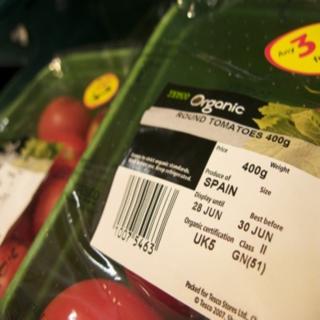 any 3
TESCO Organic
ROUND TOMATOES 400g
Price
400g
Weight
Produce of
SPAIN
Size
Display until
28 JUN
Best before
30 JUN
Organic certification
UK5
Class II
GN(51)
0075463
Packed for Tesco Stores Ltd.,
© Tesco 2007.